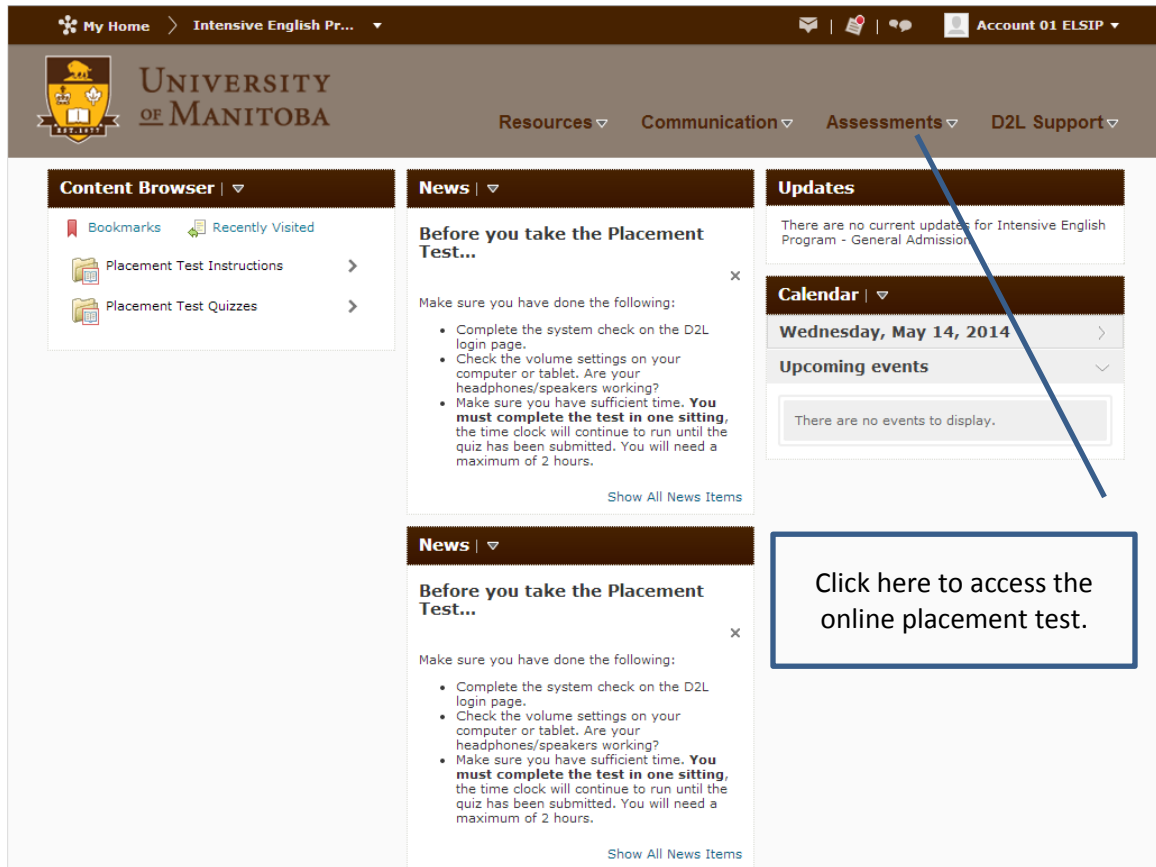 My Home
Intensive English Pr...
Account 01 ELSIP
UNIVERSITY
OF MANITOBA
EST. 1877
Resources
Communication
Assessments
D2L Support
Content Browser |
Bookmarks
Recently Visited
Placement Test Instructions
Placement Test Quizzes
News |
Before you take the Placement
Test...
Make sure you have done the following:
• Complete the system check on the D2L
login page.
• Check the volume settings on your
computer or tablet. Are your
headphones/speakers working?
• Make sure you have sufficient time. You
must complete the test in one sitting,
the time clock will continue to run until the
quiz has been submitted. You will need a
maximum of 2 hours.
Show All News Items
News |
Before you take the Placement
Test...
Make sure you have done the following:
• Complete the system check on the D2L
login page.
• Check the volume settings on your
computer or tablet. Are your
headphones/speakers working?
• Make sure you have sufficient time. You
must complete the test in one sitting,
the time clock will continue to run until the
quiz has been submitted. You will need a
maximum of 2 hours.
Show All News Items
Updates
There are no current updates for Intensive English
Program - General Admission
Calendar |
Wednesday, May 14, 2014
Upcoming events
There are no events to display.
Click here to access the
online placement test.